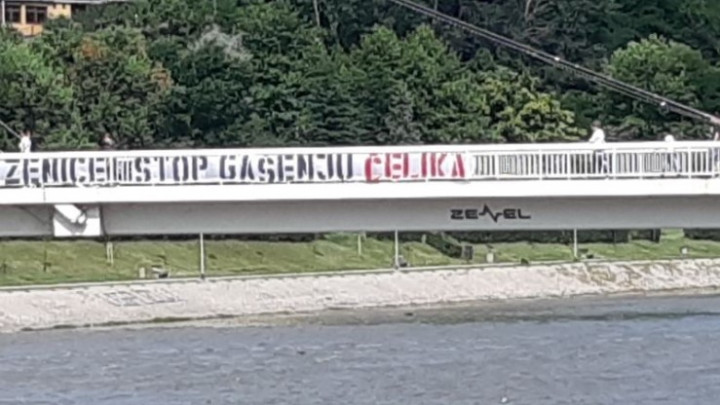 ZENICE!!! STOP GAŠENJU ČELIKA
ZENEL